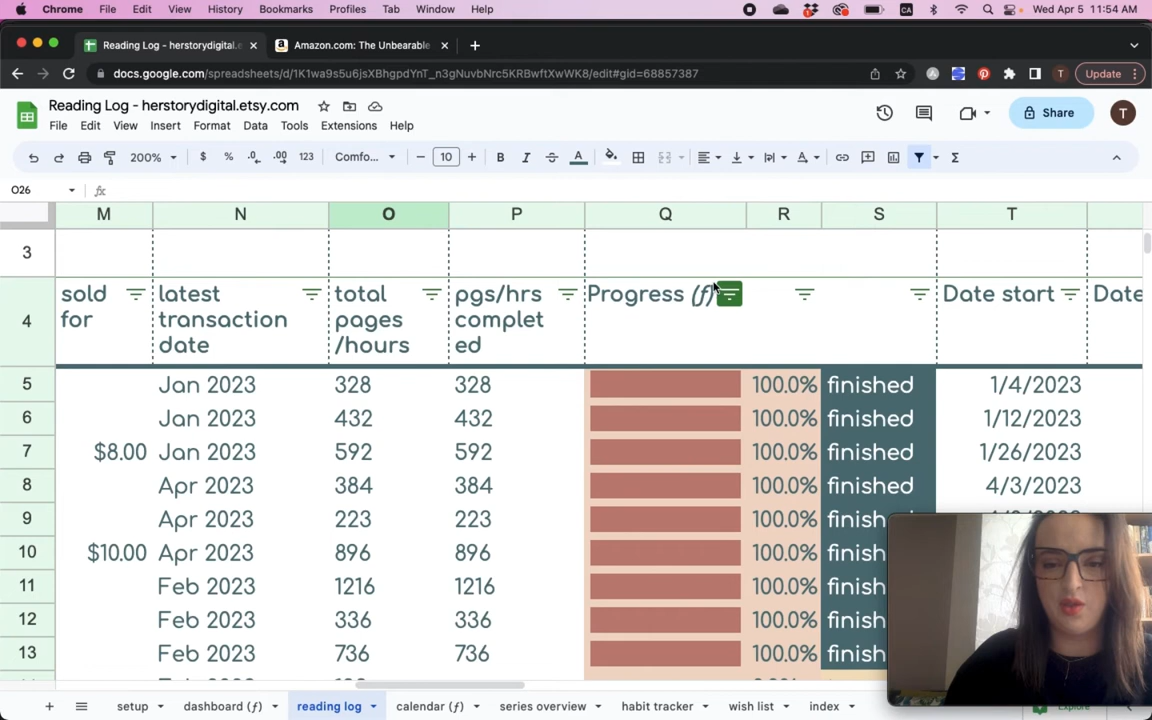 Chrome File Edit View History Bookmarks Profiles Tab Window Help CA Wed Apr 5 11:54 AM
Reading Log - herstorydigital.e × Amazon.com: The Unbearable × +
docs.google.com/spreadsheets/d/1K1wa9s5u6jsXBhgpdYnT_n3gNuvbNrc5KRBwftXwWK8/edit#gid=68857387 T Update
Reading Log - herstorydigital.etsy.com
File Edit View Insert Format Data Tools Extensions Help Share T
200% $ % .0 .00 123 Comfo... − 10 + B I A Σ
O26 fx
M N O P Q R S T
3
4 sold for latest transaction date total pages /hours pgs/hrs completed Progress (ƒ) Date start Date
5 Jan 2023 328 328 100.0% finished 1/4/2023
6 Jan 2023 432 432 100.0% finished 1/12/2023
7 $8.00 Jan 2023 592 592 100.0% finished 1/26/2023
8 Apr 2023 384 384 100.0% finished 4/3/2023
9 Apr 2023 223 223 100.0% finish
10 $10.00 Apr 2023 896 896 100.0% finish
11 Feb 2023 1216 1216 100.0% finish
12 Feb 2023 336 336 100.0% finish
13 Feb 2023 736 736 100.0% finish
+ setup dashboard (ƒ) reading log calendar (ƒ) series overview habit tracker wish list index Explore